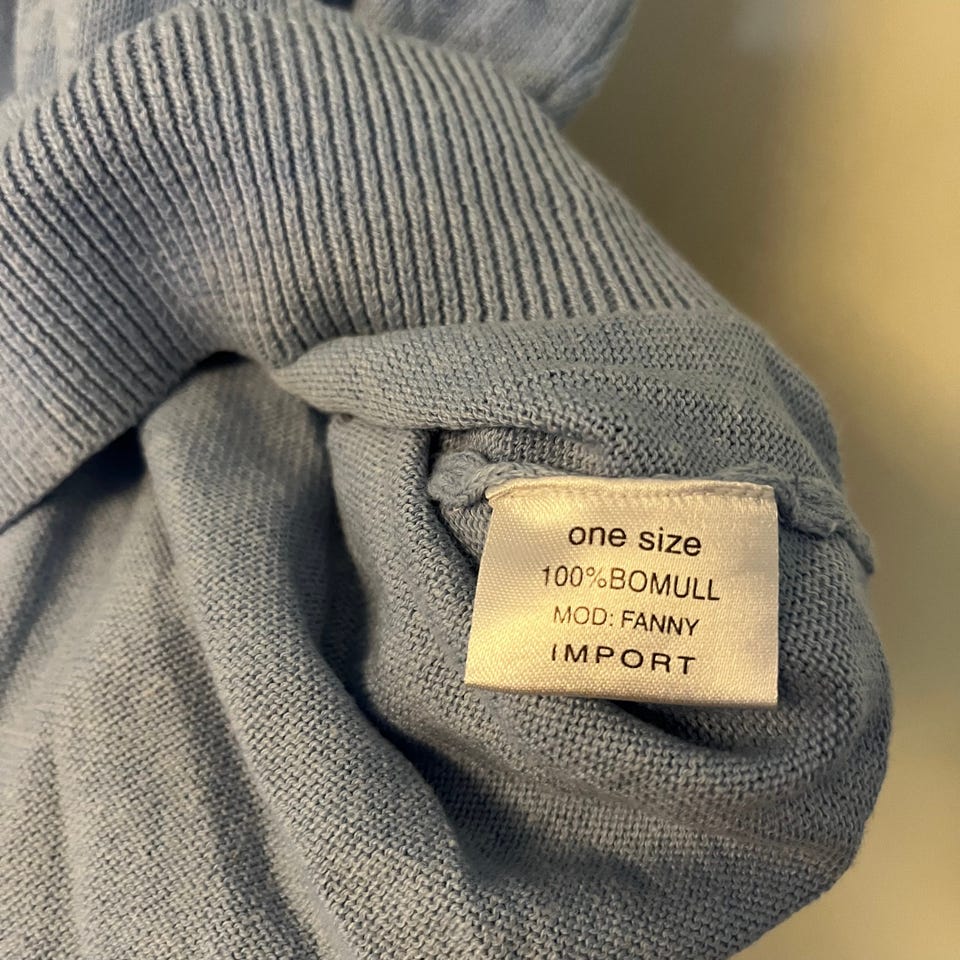 one size
100%BOMULL
MOD: FANNY
IMPORT